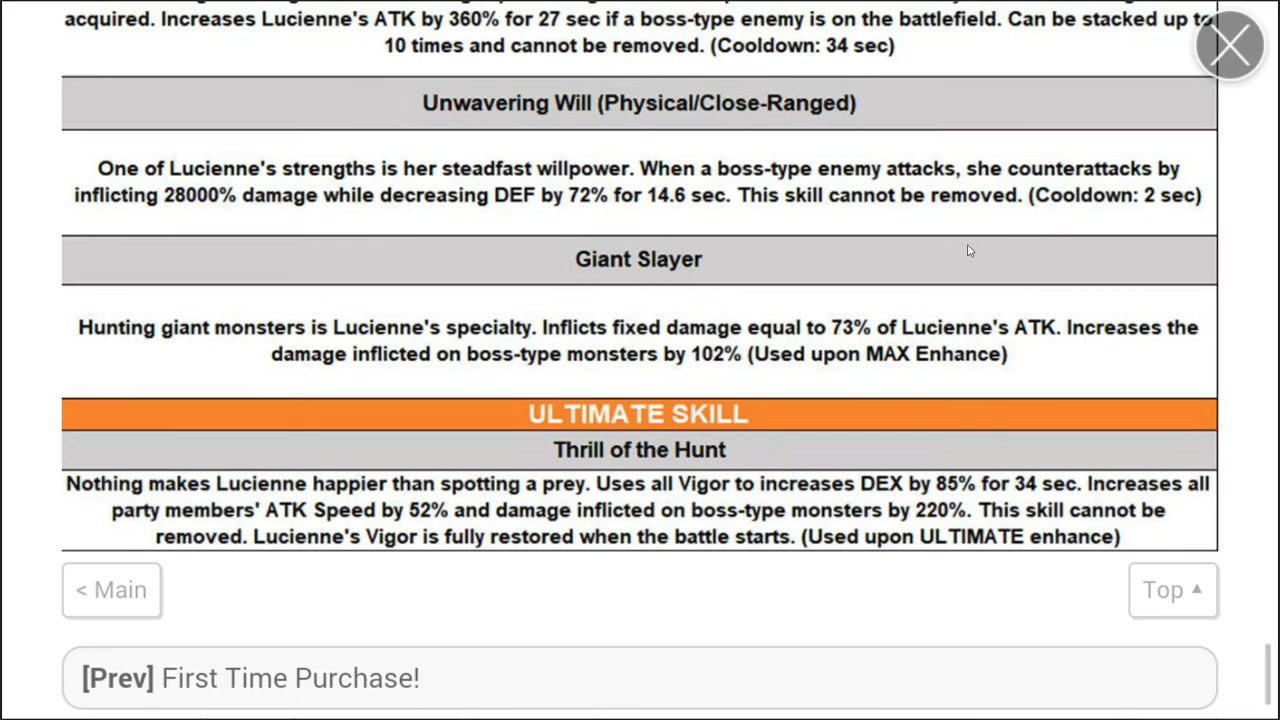 acquired. Increases Lucienne's ATK by 360% for 27 sec if a boss-type enemy is on the battlefield. Can be stacked up to
10 times and cannot be removed. (Cooldown: 34 sec)
Unwavering Will (Physical/Close-Ranged)
One of Lucienne's strengths is her steadfast willpower. When a boss-type enemy attacks, she counterattacks by
inflicting 28000% damage while decreasing DEF by 72% for 14.6 sec. This skill cannot be removed. (Cooldown: 2 sec)
Giant Slayer
Hunting giant monsters is Lucienne's specialty. Inflicts fixed damage equal to 73% of Lucienne's ATK. Increases the
damage inflicted on boss-type monsters by 102% (Used upon MAX Enhance)
ULTIMATE SKILL
Thrill of the Hunt
Nothing makes Lucienne happier than spotting a prey. Uses all Vigor to increases DEX by 85% for 34 sec. Increases all
party members' ATK Speed by 52% and damage inflicted on boss-type monsters by 220%. This skill cannot be
removed. Lucienne's Vigor is fully restored when the battle starts. (Used upon ULTIMATE enhance)
< Main
Top ▲
[Prev] First Time Purchase!